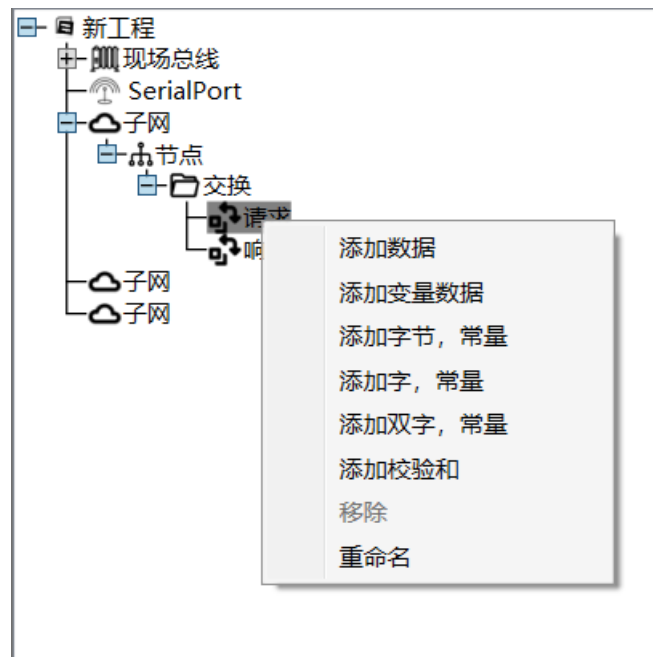 新工程
现场总线
SerialPort
子网
节点
交换
请求
响
子网
子网
添加数据
添加变量数据
添加字节，常量
添加字，常量
添加双字，常量
添加校验和
移除
重命名